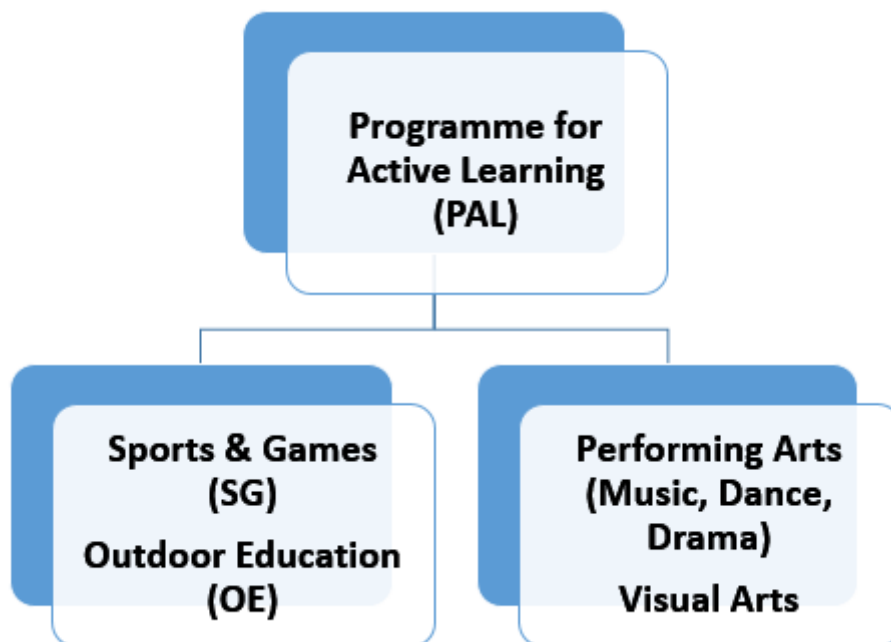 Programme for
Active Learning
(PAL)
Sports & Games
(SG)
Outdoor Education
(OE)
Performing Arts
(Music, Dance,
Drama)
Visual Arts